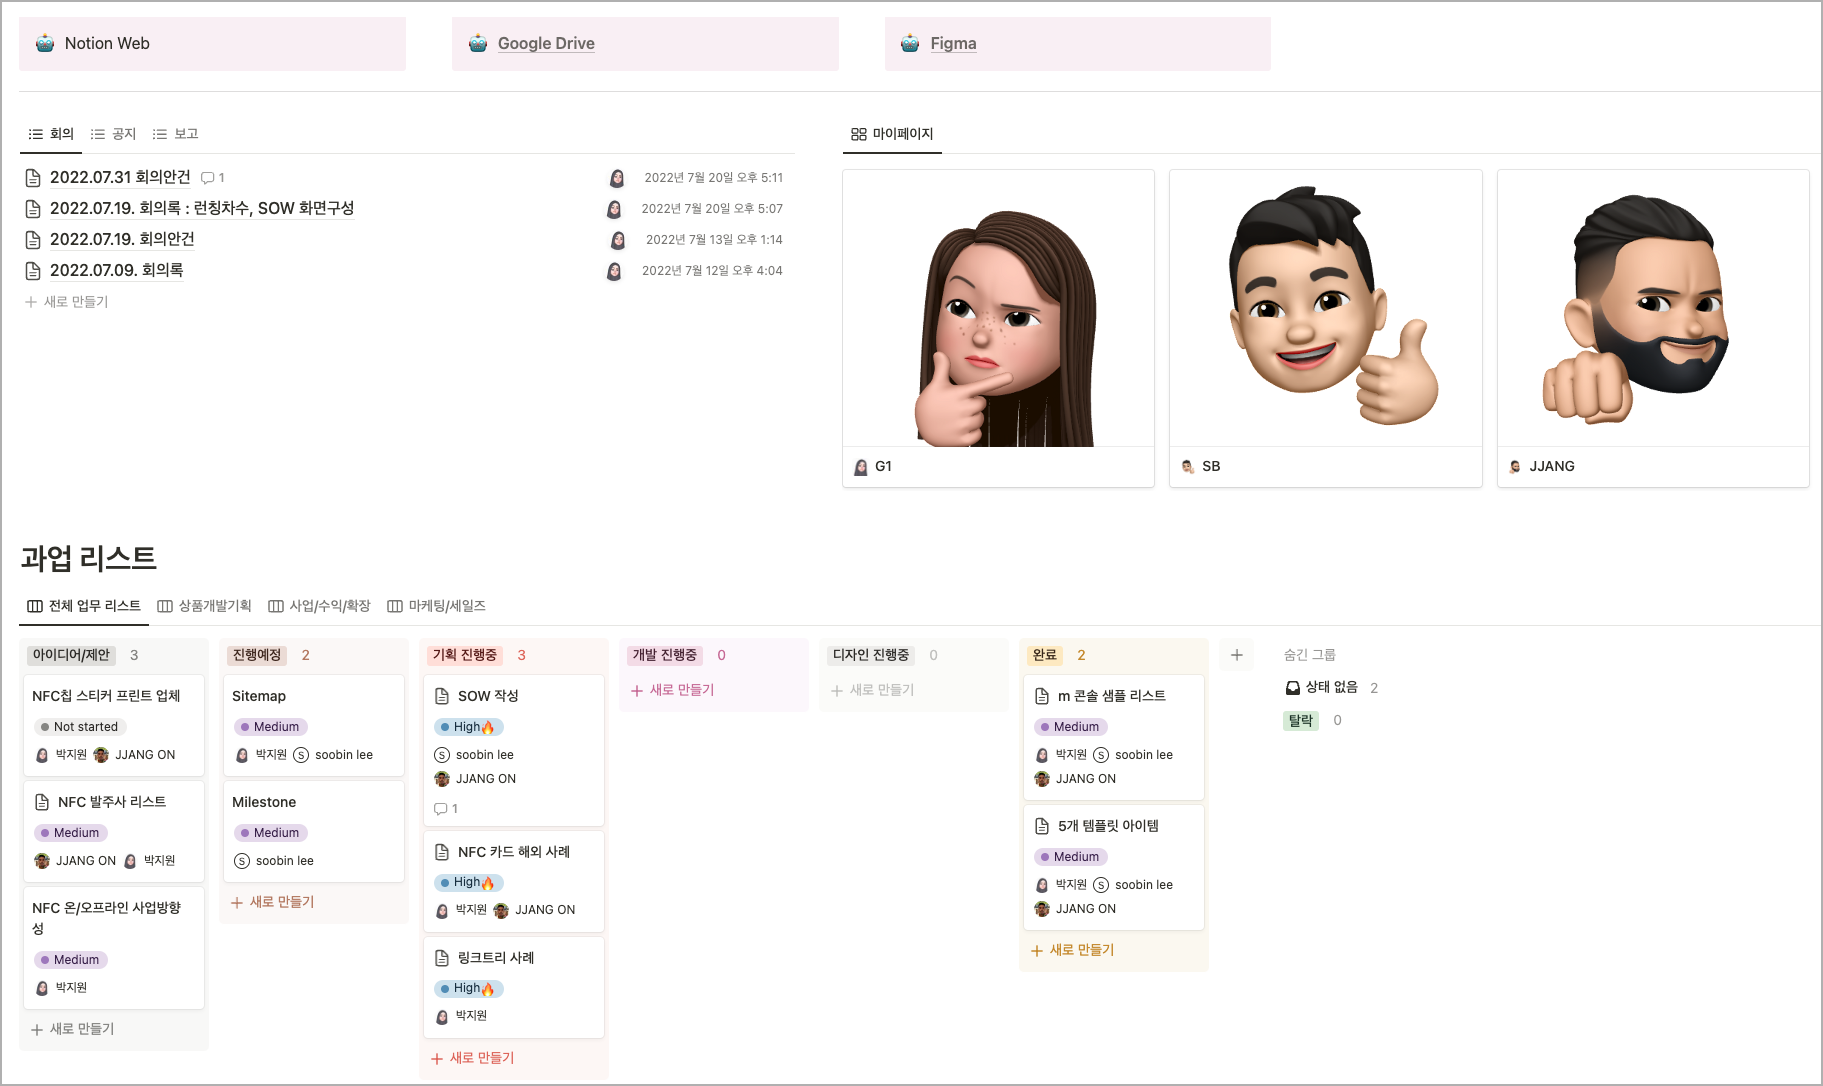 Notion Web
Google Drive
Figma
회의
공지
보고
2022.07.31 회의안건 1
2022년 7월 20일 오후 5:11
2022.07.19. 회의록 : 런칭차수, SOW 화면구성
2022년 7월 20일 오후 5:07
2022.07.19. 회의안건
2022년 7월 13일 오후 1:14
2022.07.09. 회의록
2022년 7월 12일 오후 4:04
새로 만들기
마이페이지
G1
SB
JJANG
과업 리스트
전체 업무 리스트
상품개발기획
사업/수익/확장
마케팅/세일즈
아이디어/제안 3
NFC칩 스티커 프린트 업체
Not started
박지원 JJANG ON
NFC 발주사 리스트
Medium
JJANG ON 박지원
NFC 온/오프라인 사업방향
성
Medium
박지원
새로 만들기
진행예정 2
Sitemap
Medium
박지원 S soobin lee
Milestone
Medium
S soobin lee
새로 만들기
기획 진행중 3
SOW 작성
High🔥
S soobin lee
JJANG ON
1
NFC 카드 해외 사례
High🔥
박지원 JJANG ON
링크트리 사례
High🔥
박지원
새로 만들기
개발 진행중 0
새로 만들기
디자인 진행중 0
새로 만들기
완료 2
m 콘솔 샘플 리스트
Medium
박지원 S soobin lee
JJANG ON
5개 템플릿 아이템
Medium
박지원 S soobin lee
JJANG ON
새로 만들기
숨긴 그룹
상태 없음 2
탈락 0